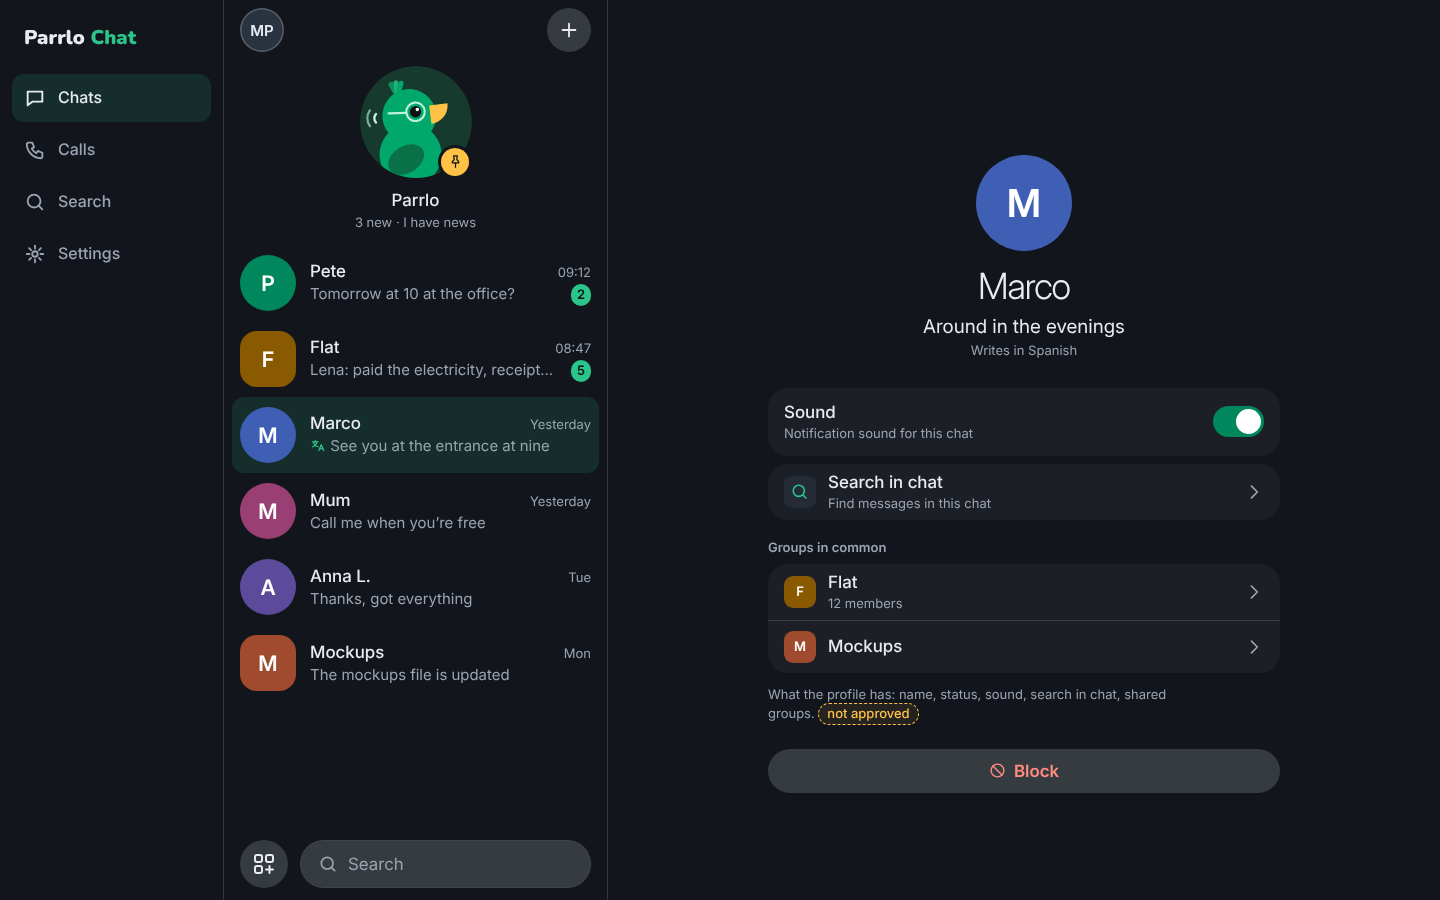 Parrlo Chat
Chats
Calls
Search
Settings
MP
Parrlo
3 new · I have news
P
Pete
09:12
Tomorrow at 10 at the office?
2
F
Flat
08:47
Lena: paid the electricity, receipt...
5
M
Marco
Yesterday
See you at the entrance at nine
M
Mum
Yesterday
Call me when you’re free
A
Anna L.
Tue
Thanks, got everything
M
Mockups
Mon
The mockups file is updated
Search
M
Marco
Around in the evenings
Writes in Spanish
Sound
Notification sound for this chat
Search in chat
Find messages in this chat
Groups in common
F
Flat
12 members
M
Mockups
What the profile has: name, status, sound, search in chat, shared
groups. not approved
Block